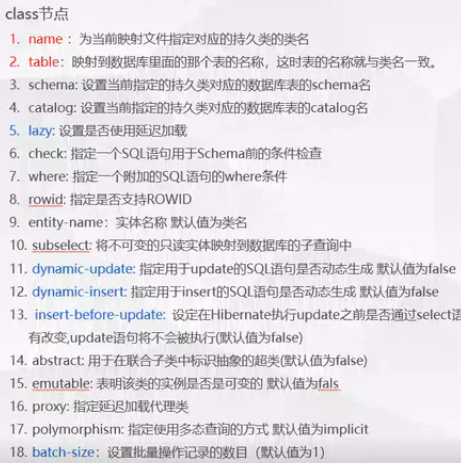 class节点
1. name ：为当前映射文件指定对应的持久类的类名
2. table：映射到数据库里面的那个表的名称，这时表的名称就与类名一致。
3. schema: 设置当前指定的持久类对应的数据库表的schema名
4. catalog: 设置当前指定的持久类对应的数据库表的catalog名
5. lazy: 设置是否使用延迟加载
6. check: 指定一个SQL语句用于Schema前的条件检查
7. where: 指定一个附加的SQL语句的where条件
8. rowid: 指定是否支持ROWID
9. entity-name：实体名称 默认值为类名
10. subselect: 将不可变的只读实体映射到数据库的子查询中
11. dynamic-update: 指定用于update的SQL语句是否动态生成 默认值为false
12. dynamic-insert: 指定用于insert的SQL语句是否动态生成 默认值为false
13. insert-before-update: 设定在Hibernate执行update之前是否通过select语
有改变,update语句将不会被执行(默认值为false)
14. abstract: 用于在联合子类中标识抽象的超类(默认值为false)
15. emutable: 表明该类的实例是否是可变的 默认值为fals
16. proxy: 指定延迟加载代理类
17. polymorphism: 指定使用多态查询的方式 默认值为implicit
18. batch-size：设置批量操作记录的数目（默认值为1）